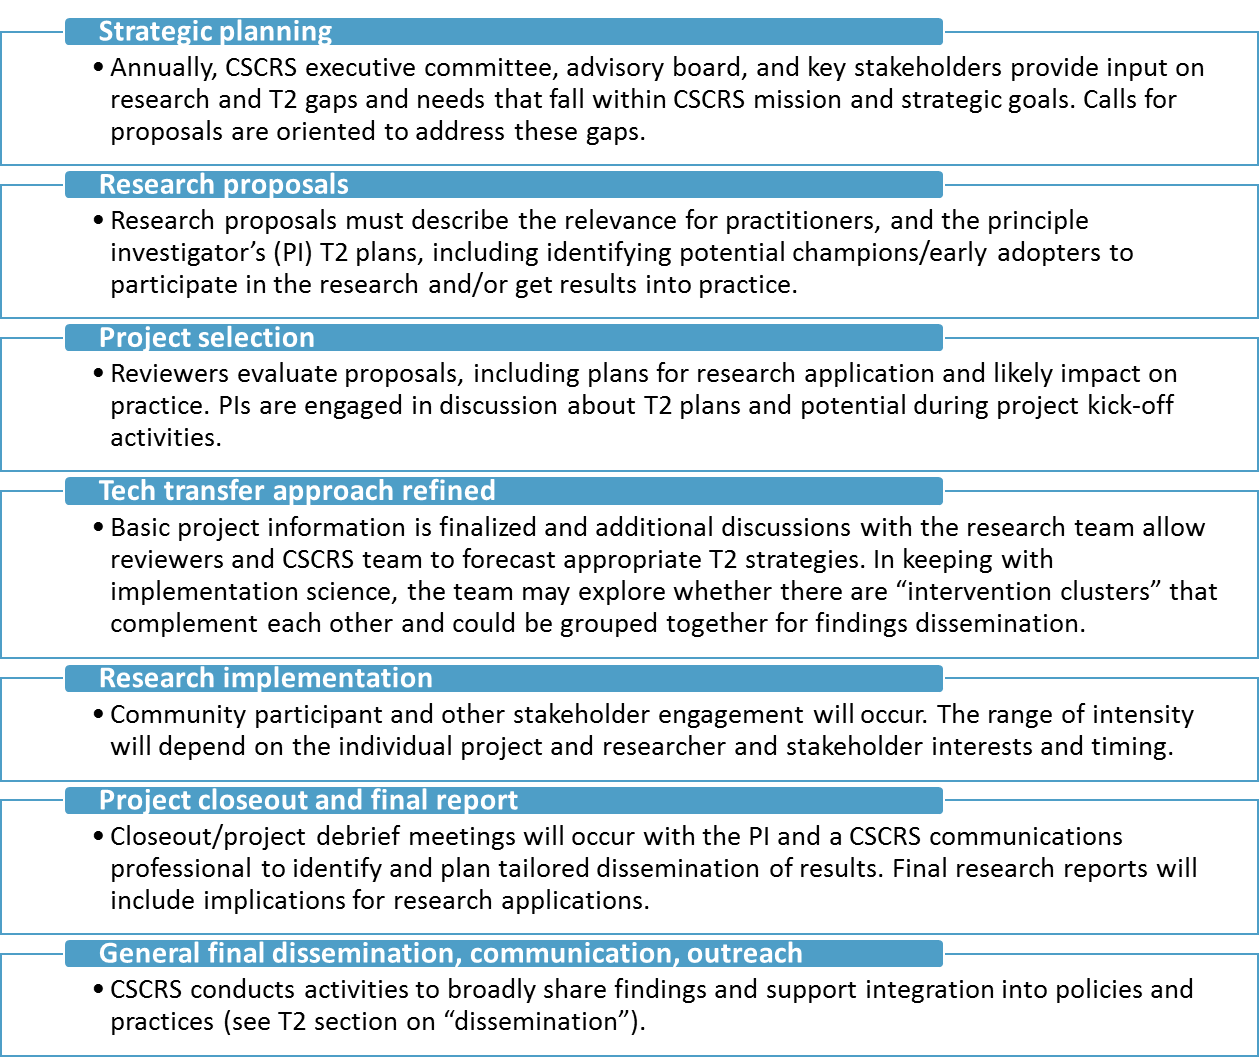 Strategic planning
• Annually, CSCRS executive committee, advisory board, and key stakeholders provide input on
research and T2 gaps and needs that fall within CSCRS mission and strategic goals. Calls for
proposals are oriented to address these gaps.
Research proposals
• Research proposals must describe the relevance for practitioners, and the principle
investigator’s (PI) T2 plans, including identifying potential champions/early adopters to
participate in the research and/or get results into practice.
Project selection
• Reviewers evaluate proposals, including plans for research application and likely impact on
practice. PIs are engaged in discussion about T2 plans and potential during project kick-off
activities.
Tech transfer approach refined
• Basic project information is finalized and additional discussions with the research team allow
reviewers and CSCRS team to forecast appropriate T2 strategies. In keeping with
implementation science, the team may explore whether there are “intervention clusters” that
complement each other and could be grouped together for findings dissemination.
Research implementation
• Community participant and other stakeholder engagement will occur. The range of intensity
will depend on the individual project and researcher and stakeholder interests and timing.
Project closeout and final report
• Closeout/project debrief meetings will occur with the PI and a CSCRS communications
professional to identify and plan tailored dissemination of results. Final research reports will
include implications for research applications.
General final dissemination, communication, outreach
• CSCRS conducts activities to broadly share findings and support integration into policies and
practices (see T2 section on “dissemination”).